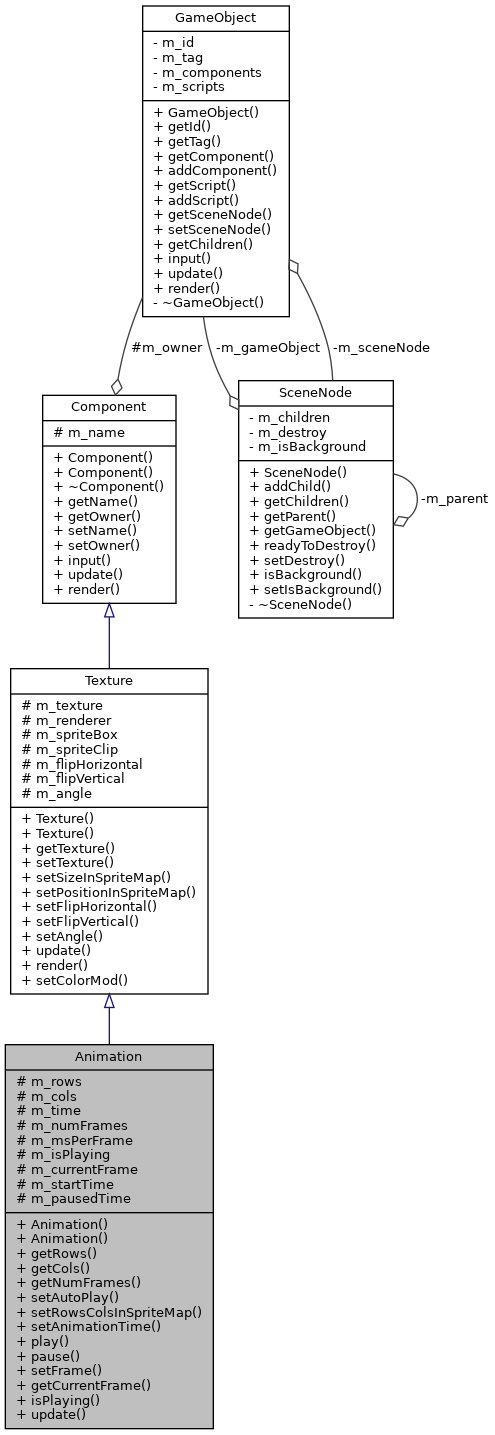 GameObject
- m_id
- m_tag
- m_components
- m_scripts
+ GameObject()
+ getId()
+ getTag()
+ getComponent()
+ addComponent()
+ getScript()
+ addScript()
+ getSceneNode()
+ setSceneNode()
+ getChildren()
+ input()
+ update()
+ render()
- ~GameObject()
#m_owner
-m_gameObject
-m_sceneNode
Component
# m_name
+ Component()
+ Component()
+ ~Component()
+ getName()
+ getOwner()
+ setName()
+ setOwner()
+ input()
+ update()
+ render()
SceneNode
- m_children
- m_destroy
- m_isBackground
+ SceneNode()
+ addChild()
+ getChildren()
+ getParent()
+ getGameObject()
+ readyToDestroy()
+ setDestroy()
+ isBackground()
+ setIsBackground()
- ~SceneNode()
-m_parent
Texture
# m_texture
# m_renderer
# m_spriteBox
# m_spriteClip
# m_flipHorizontal
# m_flipVertical
# m_angle
+ Texture()
+ Texture()
+ getTexture()
+ setTexture()
+ setSizeInSpriteMap()
+ setPositionInSpriteMap()
+ setFlipHorizontal()
+ setFlipVertical()
+ setAngle()
+ update()
+ render()
+ setColorMod()
Animation
# m_rows
# m_cols
# m_time
# m_numFrames
# m_msPerFrame
# m_isPlaying
# m_currentFrame
# m_startTime
# m_pausedTime
+ Animation()
+ Animation()
+ getRows()
+ getCols()
+ getNumFrames()
+ setAutoPlay()
+ setRowsColsInSpriteMap()
+ setAnimationTime()
+ play()
+ pause()
+ setFrame()
+ getCurrentFrame()
+ isPlaying()
+ update()